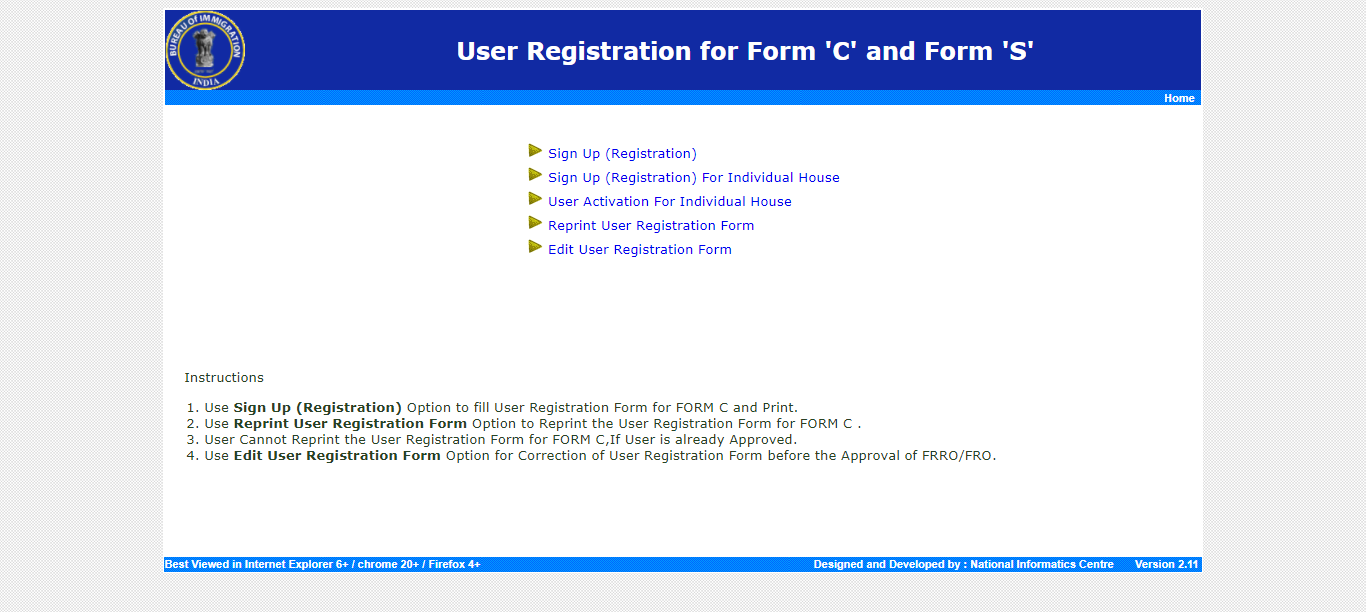 BUREAU OF IMMIGRATION
INDIA
User Registration for Form 'C' and Form 'S'
Home
Sign Up (Registration)
Sign Up (Registration) For Individual House
User Activation For Individual House
Reprint User Registration Form
Edit User Registration Form
Instructions
1. Use Sign Up (Registration) Option to fill User Registration Form for FORM C and Print.
2. Use Reprint User Registration Form Option to Reprint the User Registration Form for FORM C .
3. User Cannot Reprint the User Registration Form for FORM C,If User is already Approved.
4. Use Edit User Registration Form Option for Correction of User Registration Form before the Approval of FRRO/FRO.
Best Viewed in Internet Explorer 6+ / chrome 20+ / Firefox 4+ Designed and Developed by : National Informatics Centre Version 2.11